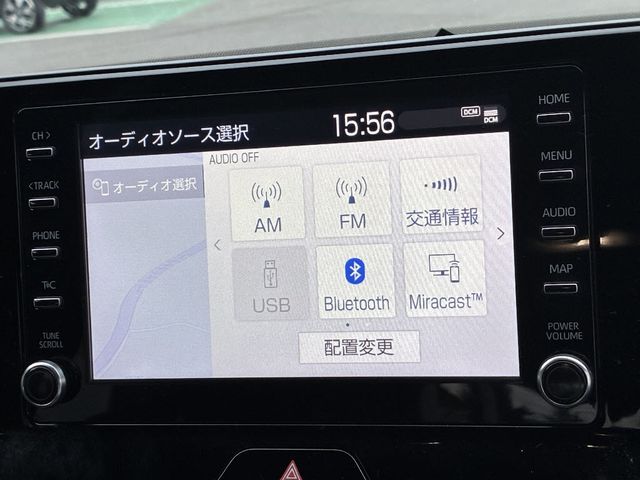 CH>
<TRACK
PHONE
T&C
TUNE
SCROLL
オーディオソース選択
15:56
DCM
DCM
オーディオ選択
AUDIO OFF
AM
FM
交通情報
USB
Bluetooth
Miracast™
配置変更
HOME
MENU
AUDIO
MAP
POWER
VOLUME